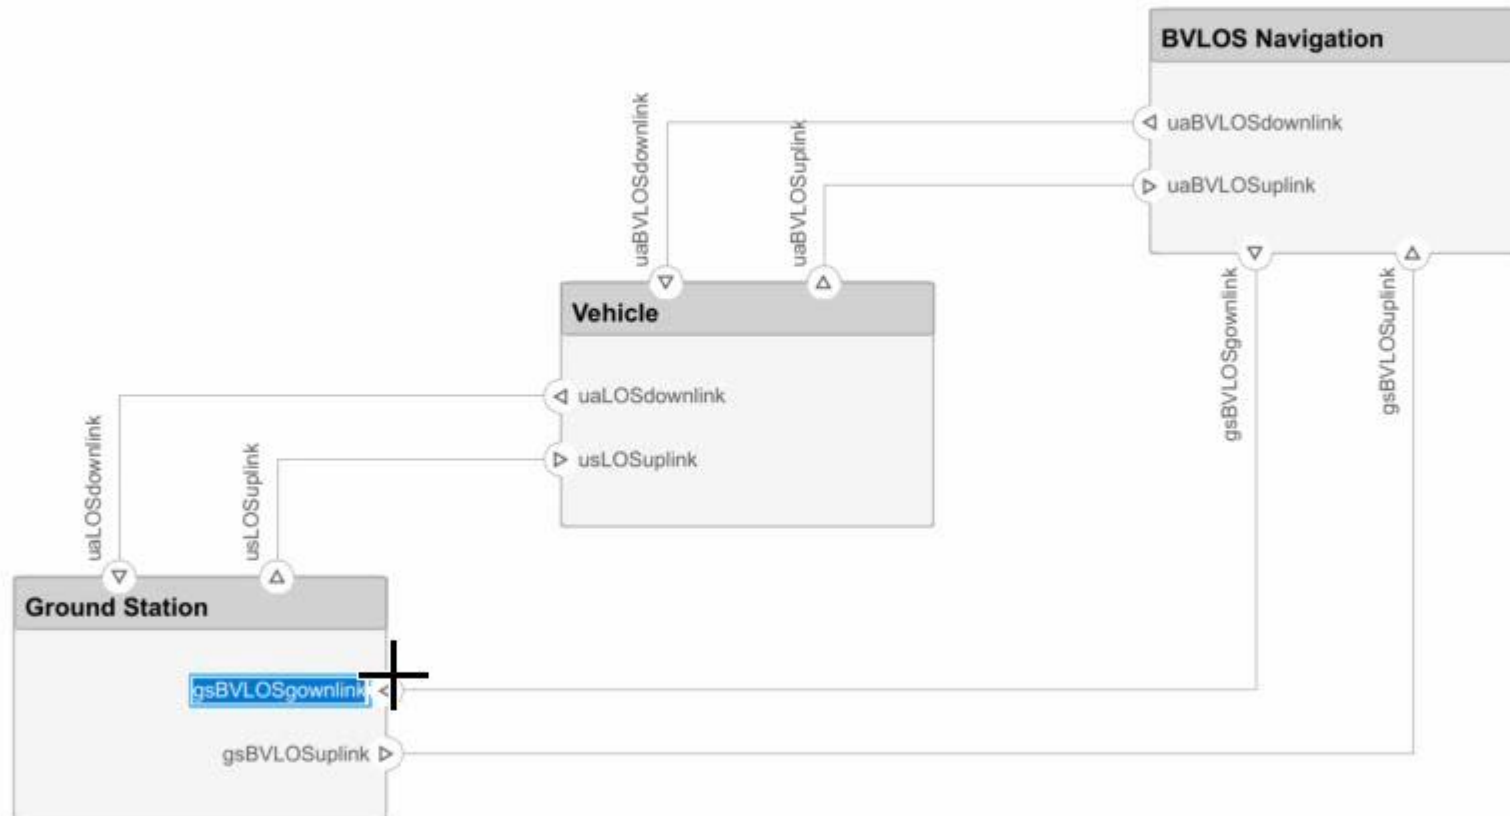 BVLOS Navigation
uaBVLOSdownlink
uaBVLOSuplink
uaBVLOSdownlink
uaBVLOSuplink
gsBVLOSgownlink
gsBVLOSuplink
Vehicle
uaLOSdownlink
usLOSuplink
uaLOSdownlink
usLOSuplink
Ground Station
gsBVLOSgownlink
gsBVLOSuplink